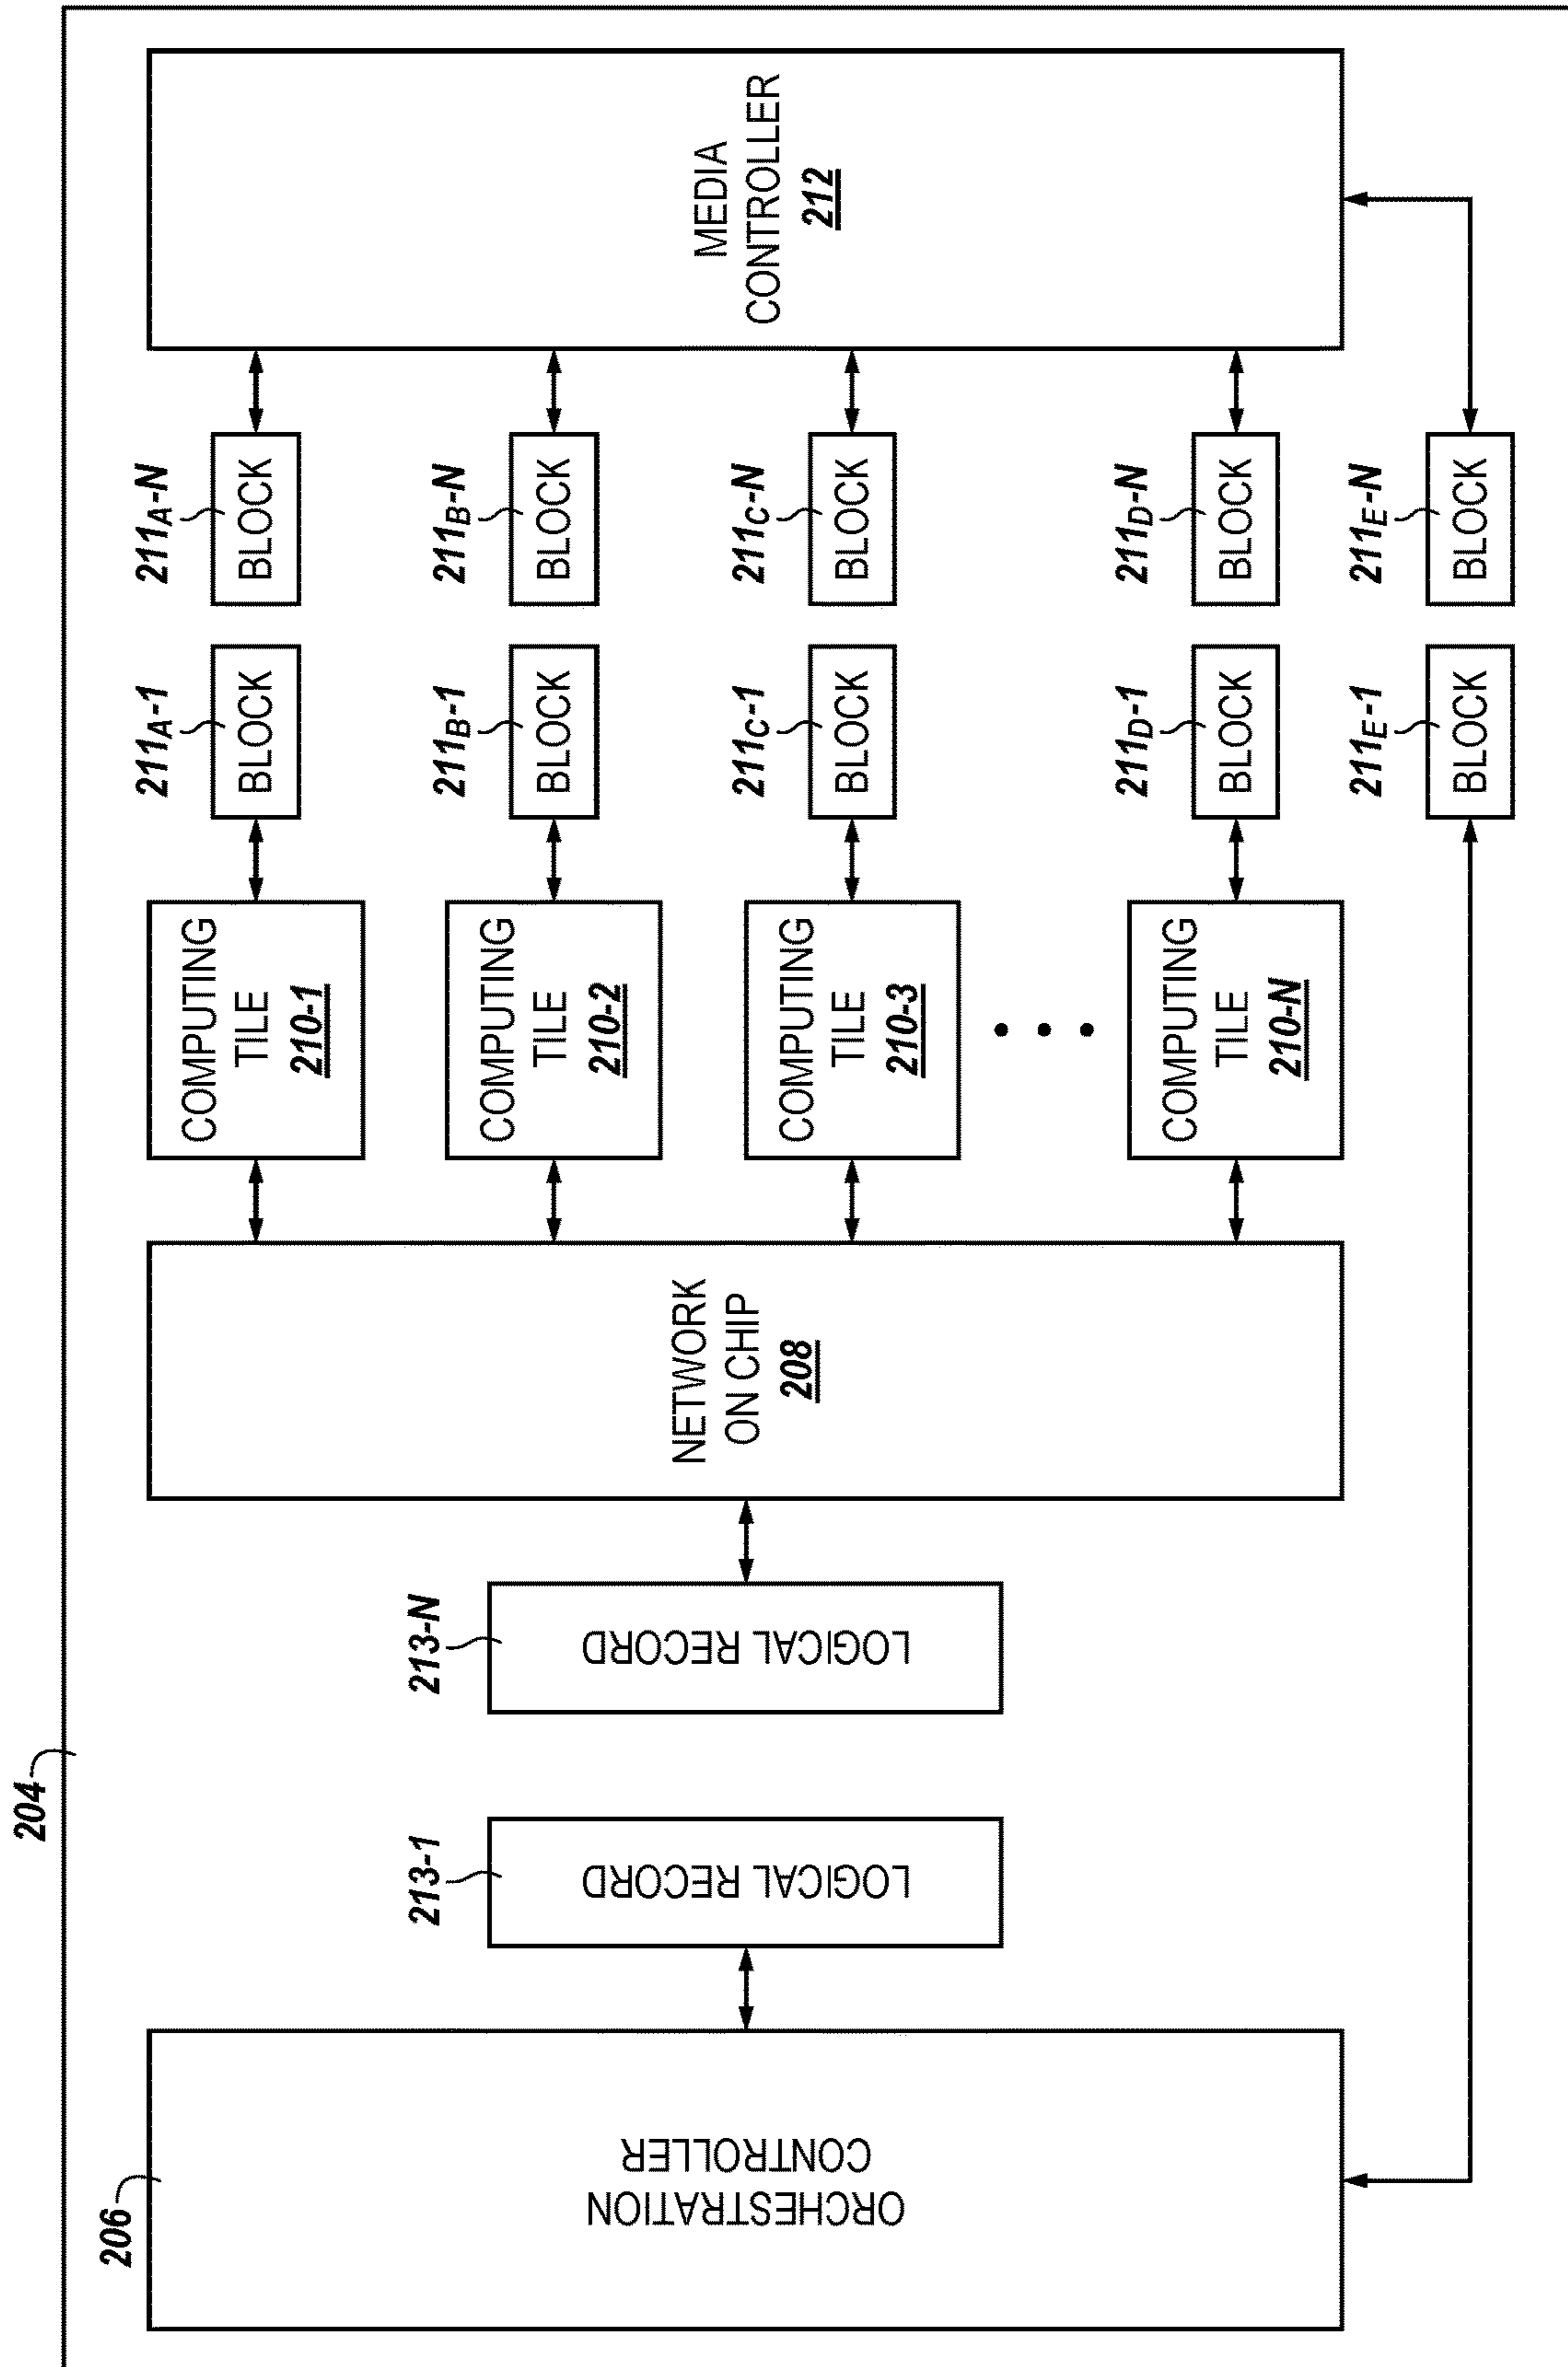 204
206
ORCHESTRATION
CONTROLLER
213-1
LOGICAL RECORD
213-N
LOGICAL RECORD
NETWORK
ON CHIP
208
COMPUTING
TILE
210-1
COMPUTING
TILE
210-2
COMPUTING
TILE
210-3
• • •
COMPUTING
TILE
210-N
211A-1
BLOCK
211A-N
BLOCK
211B-1
BLOCK
211B-N
BLOCK
211C-1
BLOCK
211C-N
BLOCK
211D-1
BLOCK
211D-N
BLOCK
211E-1
BLOCK
211E-N
BLOCK
MEDIA
CONTROLLER
212